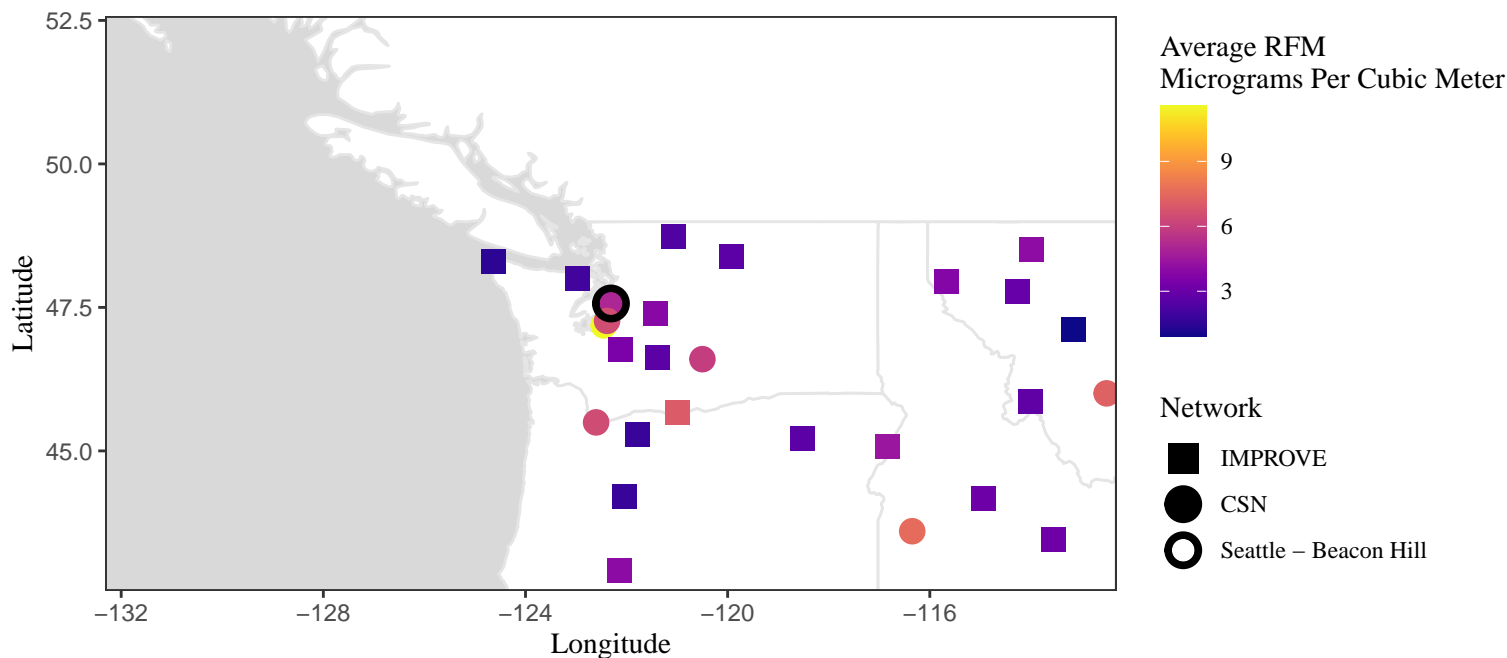 52.5
50.0
47.5
45.0
Latitude
−132
−128
−124
−120
−116
Longitude
Average RFM
Micrograms Per Cubic Meter
9
6
3
Network
IMPROVE
CSN
Seattle − Beacon Hill